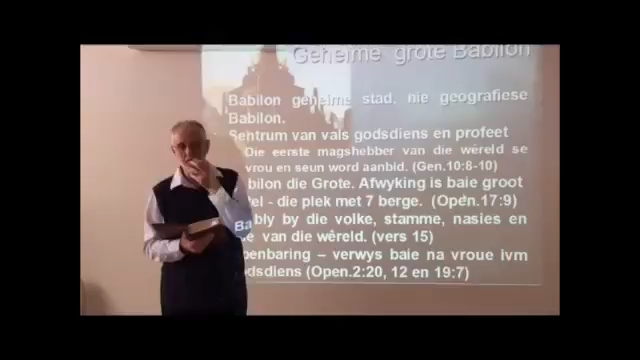 Geheime grote Babilon
Babilon geheime stad, nie geografiese
Babilon.
Sentrum van vals godsdiens en profeet
Die eerste magshebber van die wêreld se
vrou en seun word aanbid. (Gen.10:8-10)
bilon die Grote. Afwyking is baie groot
el - die plek met 7 berge. (Open.17:9)
Ba bly by die volke, stamme, nasies en
e van die wêreld. (vers 15)
penbaring – verwys baie na vroue ivm
dsdiens (Open.2:20, 12 en 19:7)